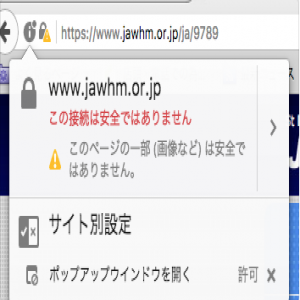 https://www.jawhm.or.jp/ja/9789
www.jawhm.or.jp
この接続は安全ではありません
このページの一部 (画像など) は安全
ではありません。
サイト別設定
ポップアップウインドウを開く 許可